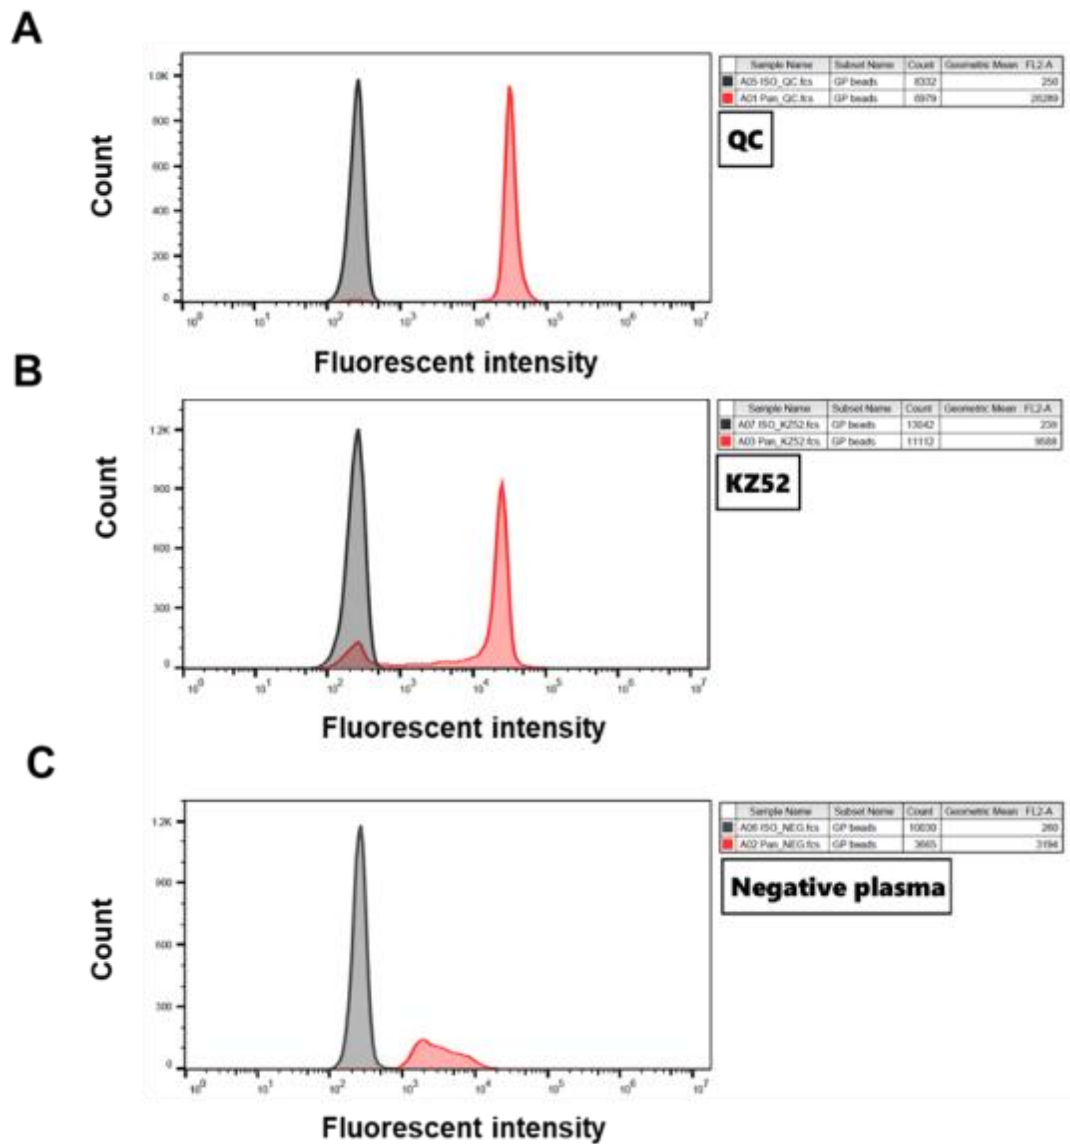 A
Sample Name Subset Name Count Geometric Mean FL2-A
A05 ISO_QC.fcs GP beads 8332 250
A01 Pan_QC.fcs GP beads 6979 28289
QC
Count
1.0K
800
600
400
200
0
10^0 10^1 10^2 10^3 10^4 10^5 10^6 10^7
Fluorescent intensity
B
Sample Name Subset Name Count Geometric Mean FL2-A
A07 ISO_KZ52.fcs GP beads 13042 239
A03 Pan_KZ52.fcs GP beads 11112
KZ52
Count
1.2K
900
600
300
0
10^0 10^1 10^2 10^3 10^4 10^5 10^6 10^7
Fluorescent intensity
C
Sample Name Subset Name Count Geometric Mean FL2-A
A06 ISO_NEG.fcs GP beads 10030 260
A02 Pan_NEG.fcs GP beads 3665 3194
Negative plasma
Count
1.2K
900
600
300
0
10^0 10^1 10^2 10^3 10^4 10^5 10^6 10^7
Fluorescent intensity